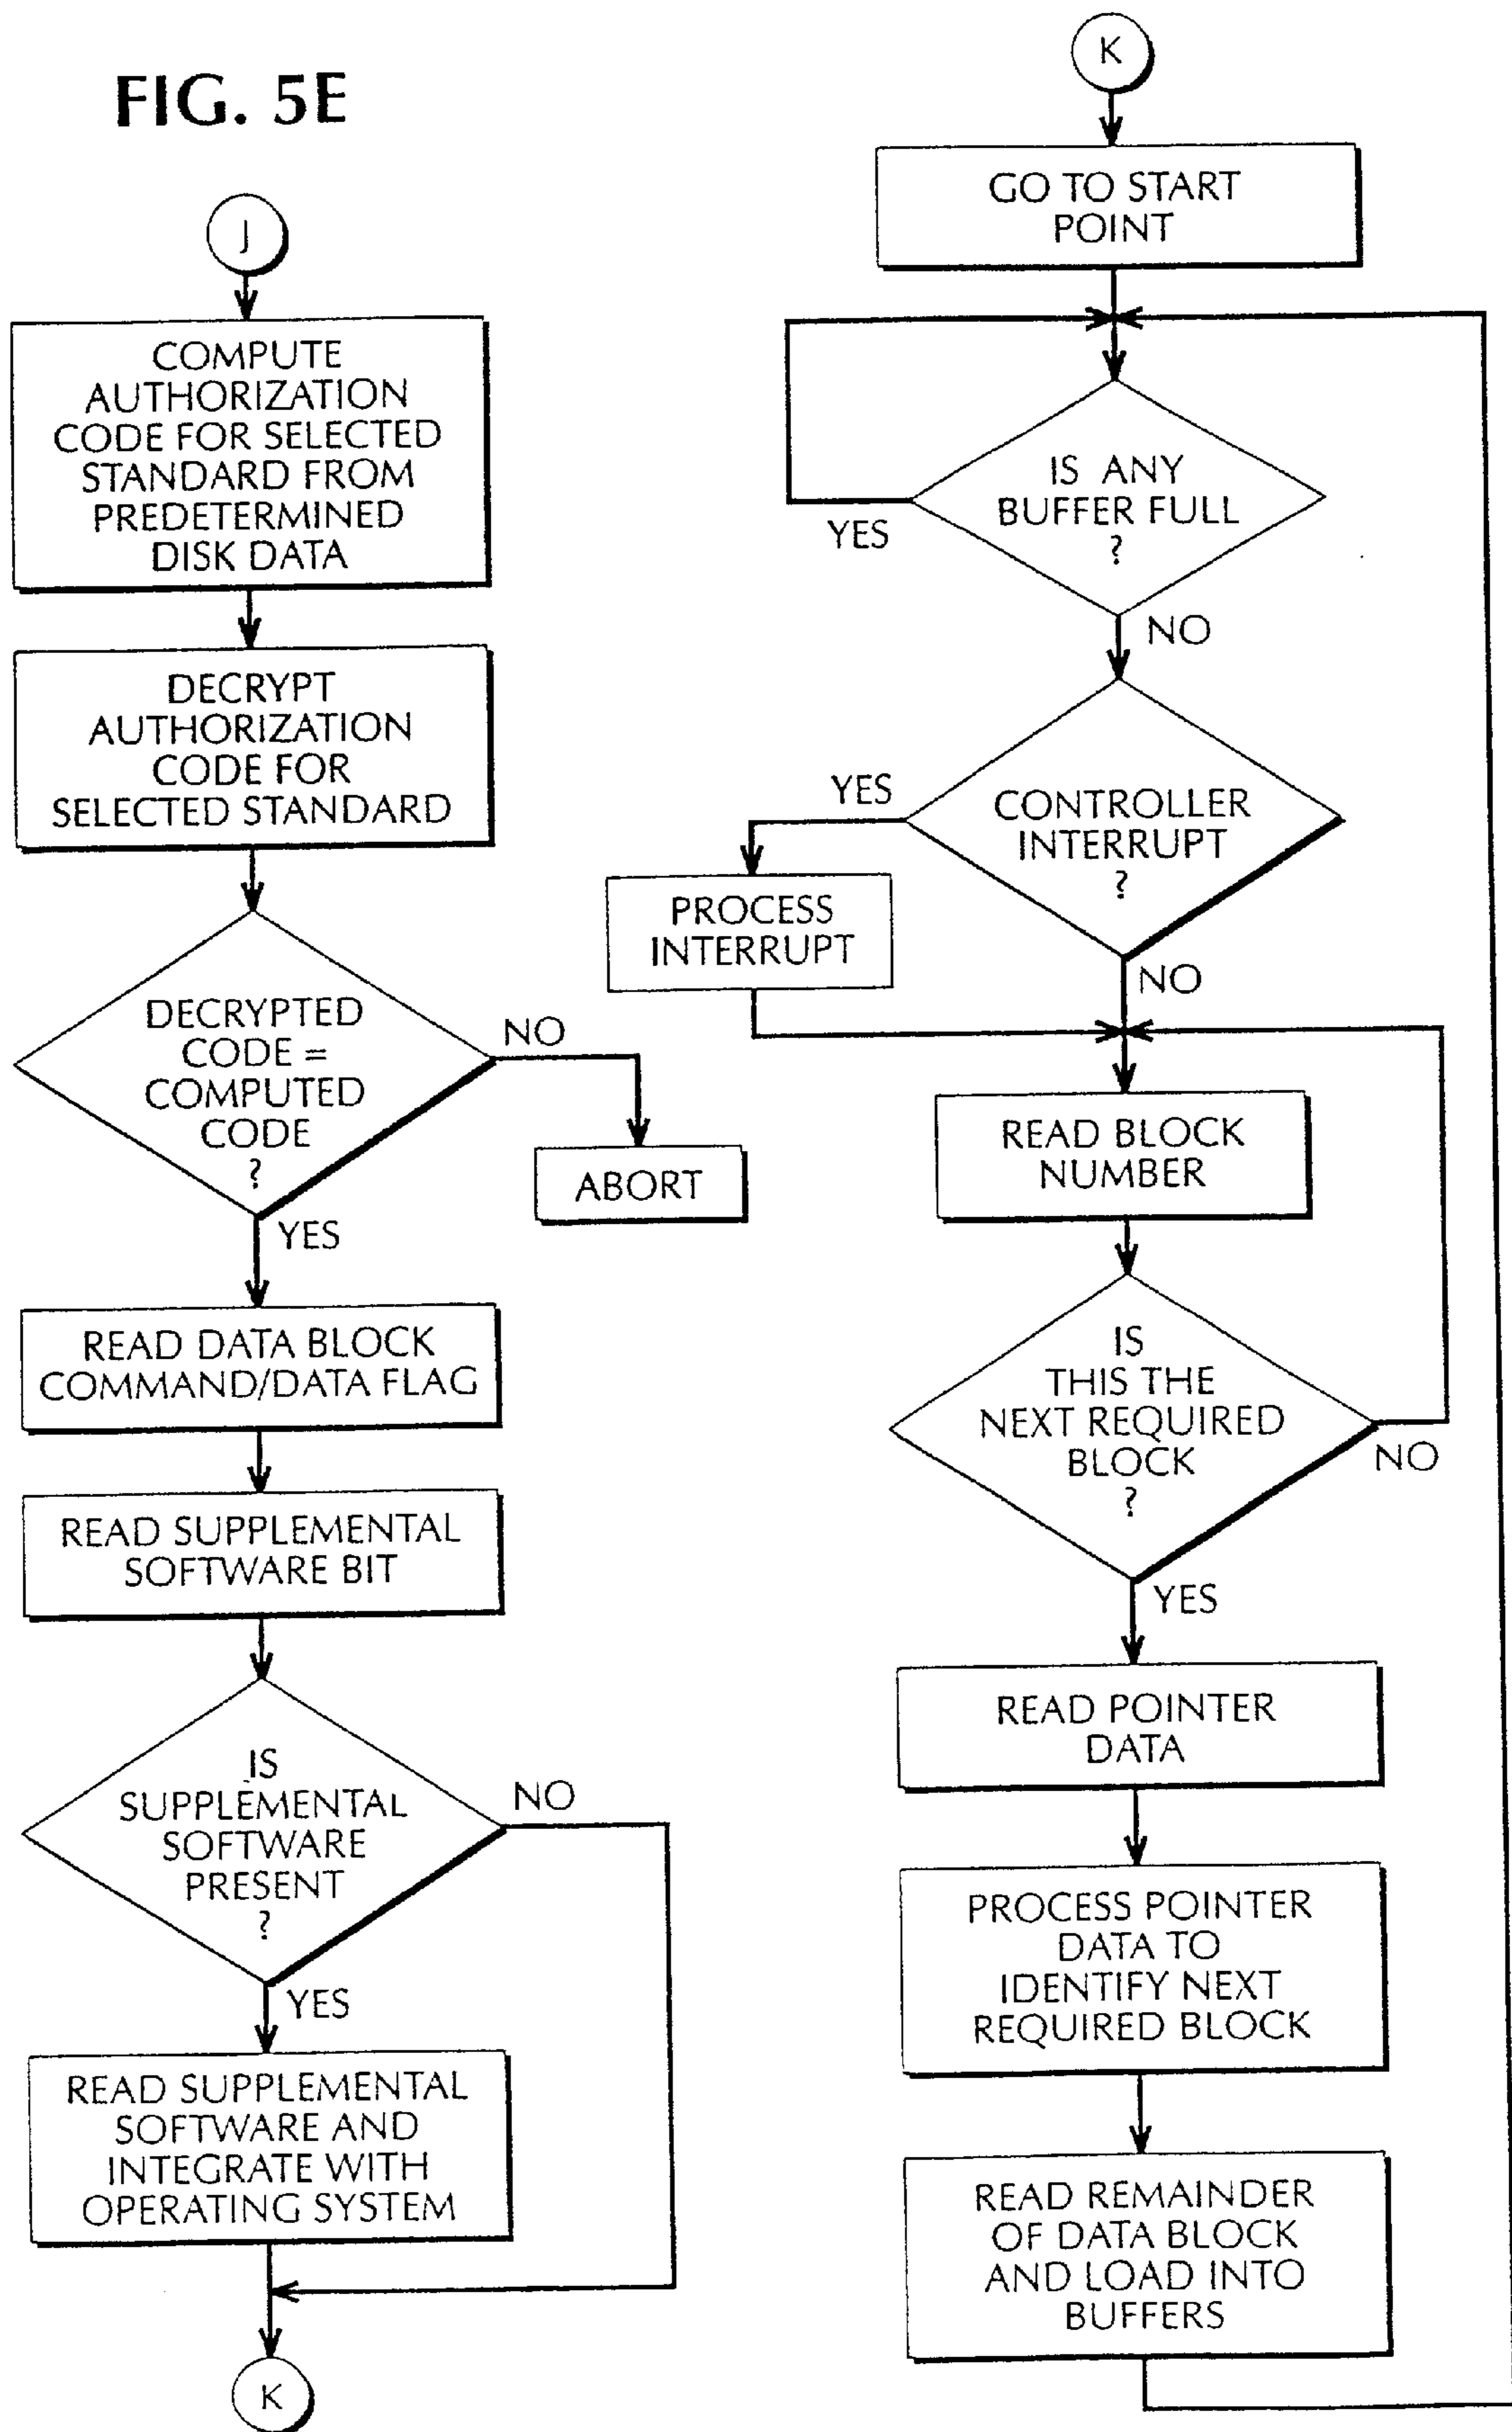 FIG. 5E
J
COMPUTE
AUTHORIZATION
CODE FOR SELECTED
STANDARD FROM
PREDETERMINED
DISK DATA
DECRYPT
AUTHORIZATION
CODE FOR
SELECTED STANDARD
DECRYPTED
CODE =
COMPUTED
CODE
?
NO
ABORT
YES
READ DATA BLOCK
COMMAND/DATA FLAG
READ SUPPLEMENTAL
SOFTWARE BIT
IS
SUPPLEMENTAL
SOFTWARE
PRESENT
?
NO
YES
READ SUPPLEMENTAL
SOFTWARE AND
INTEGRATE WITH
OPERATING SYSTEM
K
K
GO TO START
POINT
IS ANY
BUFFER FULL
?
YES
NO
CONTROLLER
INTERRUPT
?
YES
PROCESS
INTERRUPT
NO
READ BLOCK
NUMBER
IS
THIS THE
NEXT REQUIRED
BLOCK
?
NO
YES
READ POINTER
DATA
PROCESS POINTER
DATA TO
IDENTIFY NEXT
REQUIRED BLOCK
READ REMAINDER
OF DATA BLOCK
AND LOAD INTO
BUFFERS